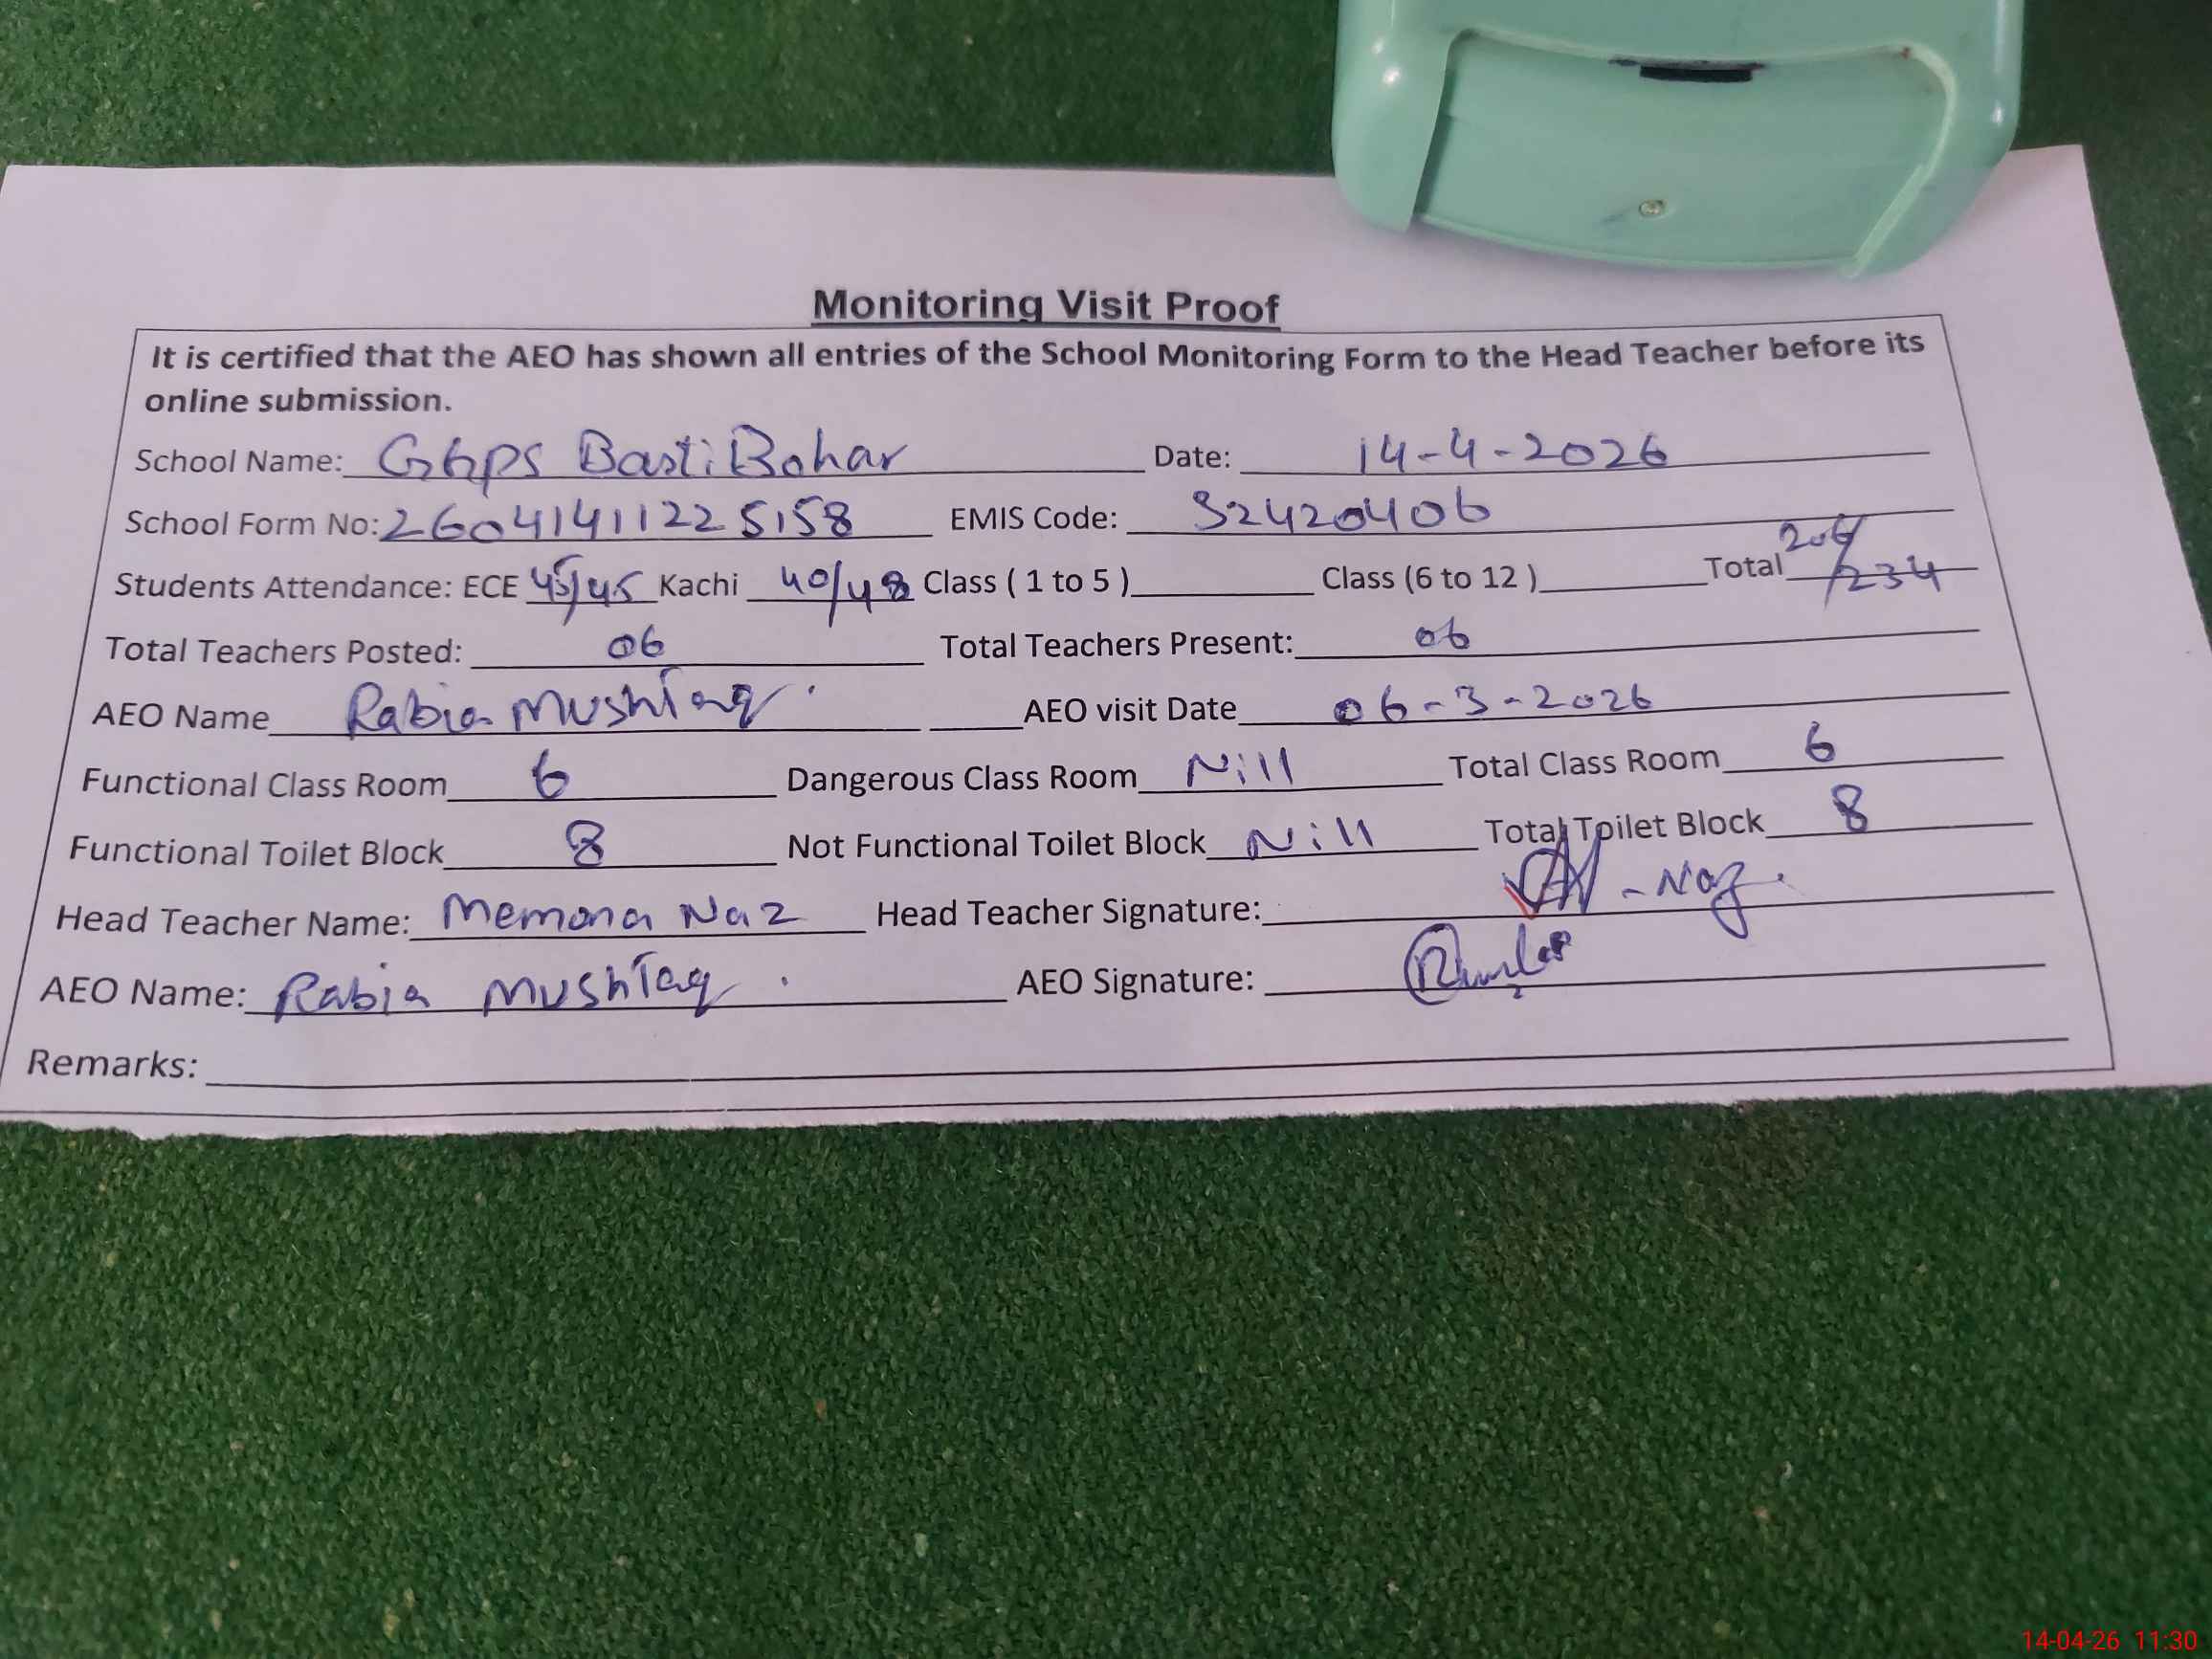 Monitoring Visit Proof
It is certified that the AEO has shown all entries of the School Monitoring Form to the Head Teacher before its
online submission.
School Name: GGPS Basti Bohar Date: 14-4-2026
School Form No: 260414111225158 EMIS Code: 32420406
Students Attendance: ECE 45/45 Kachi 40/48 Class ( 1 to 5 ) Class (6 to 12 ) Total 206/234
Total Teachers Posted: 06 Total Teachers Present: 06
AEO Name Rabia Mushtaq. AEO visit Date 06-3-2026
Functional Class Room 6 Dangerous Class Room Nill Total Class Room 6
Functional Toilet Block 8 Not Functional Toilet Block Nill Total Toilet Block 8
Head Teacher Name: Memona Naz Head Teacher Signature: - Naz.
AEO Name: Rabia Mushtaq. AEO Signature:
Remarks:
14-04-26 11:30